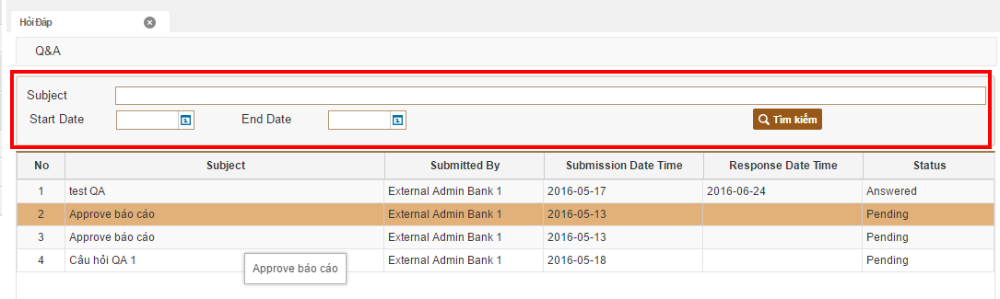 Hỏi Đáp
Q&A
Subject
Start Date End Date Tìm kiếm
No Subject Submitted By Submission Date Time Response Date Time Status
1 test QA External Admin Bank 1 2016-05-17 2016-06-24 Answered
2 Approve báo cáo External Admin Bank 1 2016-05-13 Pending
3 Approve báo cáo External Admin Bank 1 2016-05-13 Pending
4 Câu hỏi QA 1 External Admin Bank 1 2016-05-18 Pending
Approve báo cáo